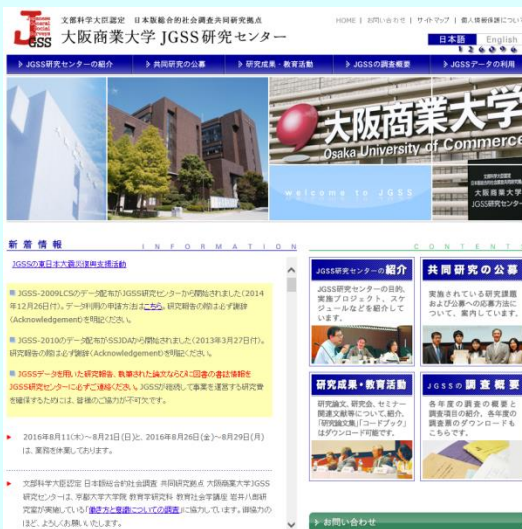 文部科学大臣認定 日本版総合的社会調査共同研究拠点
HOME | お問い合わせ | サイトマップ | 個人情報保護につい
JGSS
大阪商業大学 JGSS研究センター
日本語 English
126096
JGSS研究センターの紹介 共同研究の公募 研究成果・教育活動 JGSSの調査概要 JGSSデータの利用
大阪商業大学
Osaka University of Commerce
welcome to JGSS
大阪商業大学
JGSS研究センター
新着情報 INFORMATION
CONTENT
JGSSの東日本大震災復興支援活動
JGSS-2009LCSのデータ配布がJGSS研究センターから開始されました（2014
年12月26日付）。データ利用の申請方法はこちら。研究報告の際は必ず謝辞
（Acknowledgement）を明記ください。
JGSS-2010のデータ配布がSSJDAから開始されました（2013年3月27日付）。
研究報告の際は必ず謝辞（Acknowledgement）を明記ください。
JGSSデータを用いた研究報告、執筆された論文ならびに図書の書誌情報を
JGSS研究センターに必ずご連絡ください。JGSSが継続して事業を運営する研究費
を確保するためには、皆様のご協力が不可欠です。
2016年8月11(木)～8月21日(日)と、2016年8月26日(金)～8月29日(月)
は、業務を休業しております。
文部科学大臣認定 日本版総合的社会調査 共同研究拠点 大阪商業大学JGSS
研究センターは、京都大学大学院 教育学研究科 教育社会学講座 岩井八郎研
究室が実施している「働き方と意識についての調査」に協力しています。御協力の
ほど、よろしくお願いいたします。
JGSS研究センターの紹介
JGSS研究センターの目的、
実施プロジェクト、スケ
ジュールなどを紹介して
います。
共同研究の公募
実施されている研究課題
および公募への応募方法に
ついて、案内しています。
研究成果・教育活動
研究論文、研究会、セミナー
関連文献等について、紹介。
「研究論文集」「コードブック」
はダウンロード可能です。
JGSSの調査概要
各年度の調査の概要と
調査項目の紹介、各年度の
調査票のダウンロードも
こちらです。
お問い合わせ